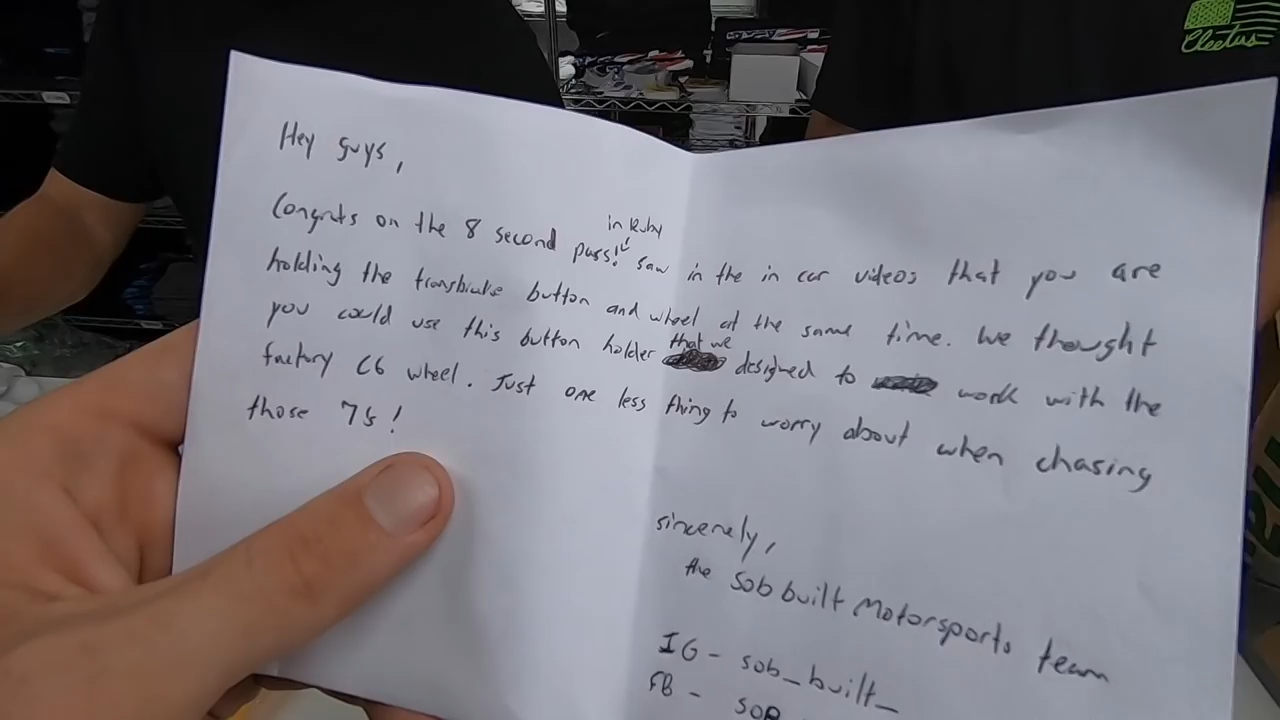 Cleetus
Hey guys,
in Ruby
Congrats on the 8 second pass! saw in the in car videos that you are
holding the transbrake button and wheel at the same time. We thought
that we
you could use this button holder designed to work with the
factory C6 wheel. Just one less thing to worry about when chasing
those 7s!
sincerely,
the sob built Motorsports team
IG - sob_built_
FB - SOB